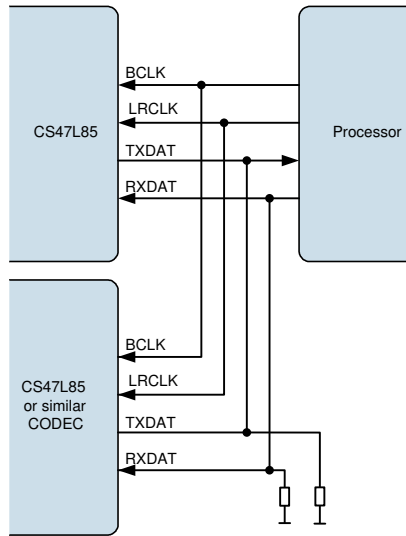 BCLK
LRCLK
CS47L85
Processor
TXDAT
RXDAT
BCLK
LRCLK
CS47L85
or similar
CODEC
TXDAT
RXDAT